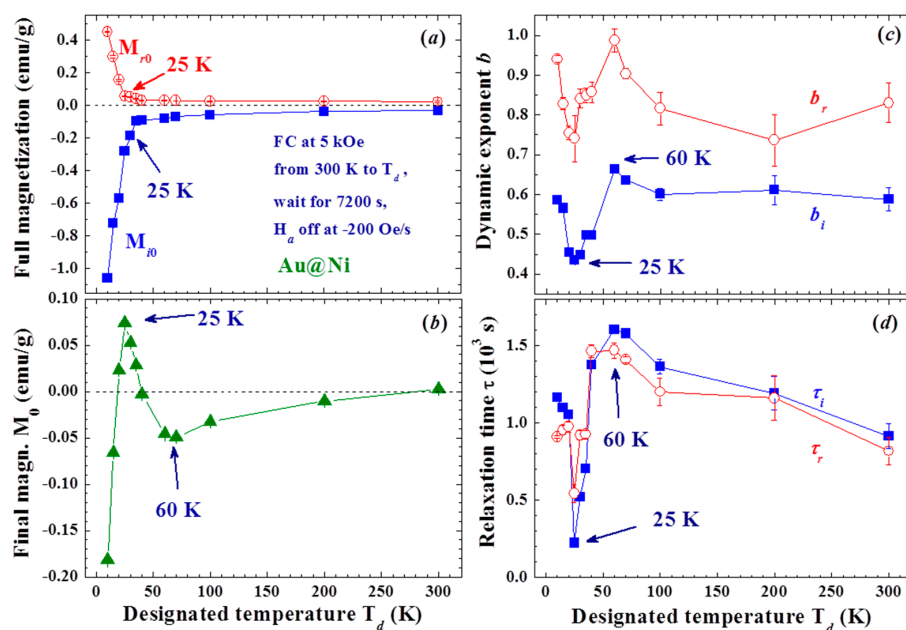 (a)
Full magnetization (emu/g)
0.4
0.2
0.0
-0.2
-0.4
-0.6
-0.8
-1.0
M_r0
25 K
25 K
M_i0
FC at 5 kOe
from 300 K to T_d ,
wait for 7200 s,
H_a off at -200 Oe/s
Au@Ni
(b)
Final magn. M_0 (emu/g)
0.10
0.05
0.00
-0.05
-0.10
-0.15
-0.20
25 K
60 K
0 50 100 150 200 250 300
Designated temperature T_d (K)
(c)
Dynamic exponent b
1.0
0.9
0.8
0.7
0.6
0.5
0.4
b_r
60 K
b_i
25 K
(d)
Relaxation time τ (10^3 s)
1.5
1.0
0.5
0.0
60 K
τ_i
τ_r
25 K
0 50 100 150 200 250 300
Designated temperature T_d (K)